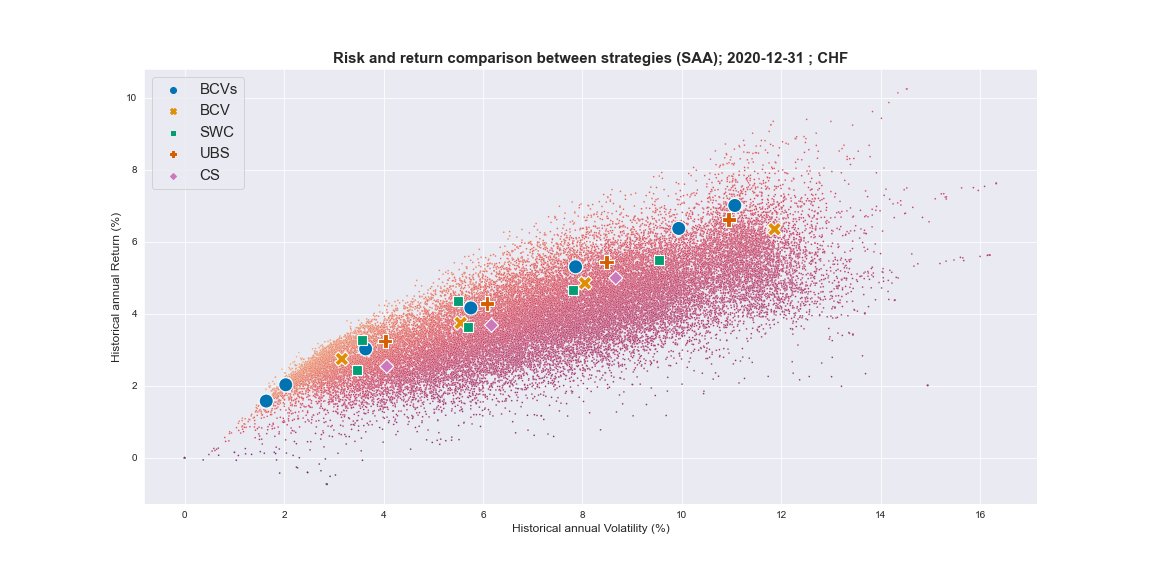 Risk and return comparison between strategies (SAA); 2020-12-31 ; CHF
BCVs
BCV
SWC
UBS
CS
Historical annual Return (%)
10
8
6
4
2
0
0 2 4 6 8 10 12 14 16
Historical annual Volatility (%)